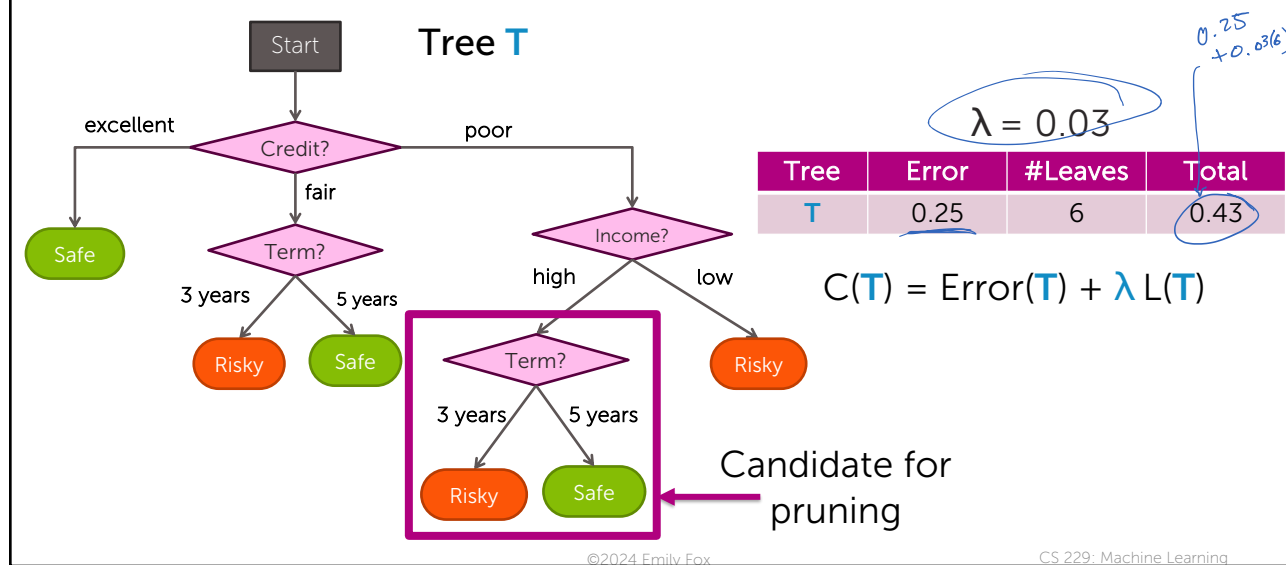 Tree T
Start
excellent
poor
Credit?
fair
Safe
Term?
Income?
3 years
5 years
high
low
Risky
Safe
Term?
Risky
3 years
5 years
Risky
Safe
Candidate for
pruning
0.25
+0.03(6)
λ = 0.03
Tree Error #Leaves Total
T 0.25 6 0.43
C(T) = Error(T) + λ L(T)
©2024 Emily Fox
CS 229: Machine Learning